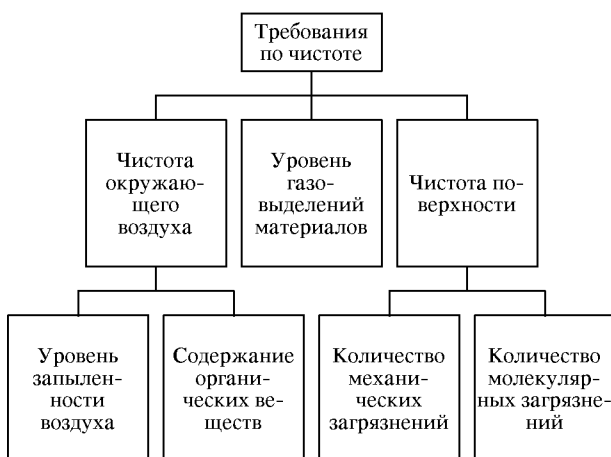 Требования
по чистоте
Чистота
окружаю-
щего
воздуха
Уровень
газо-
выделений
материалов
Чистота по-
верхности
Уровень
запылен-
ности
воздуха
Содержание
органи-
ческих ве-
ществ
Количество
механи-
ческих
загрязнений
Количество
молекуляр-
ных загрязне-
ний